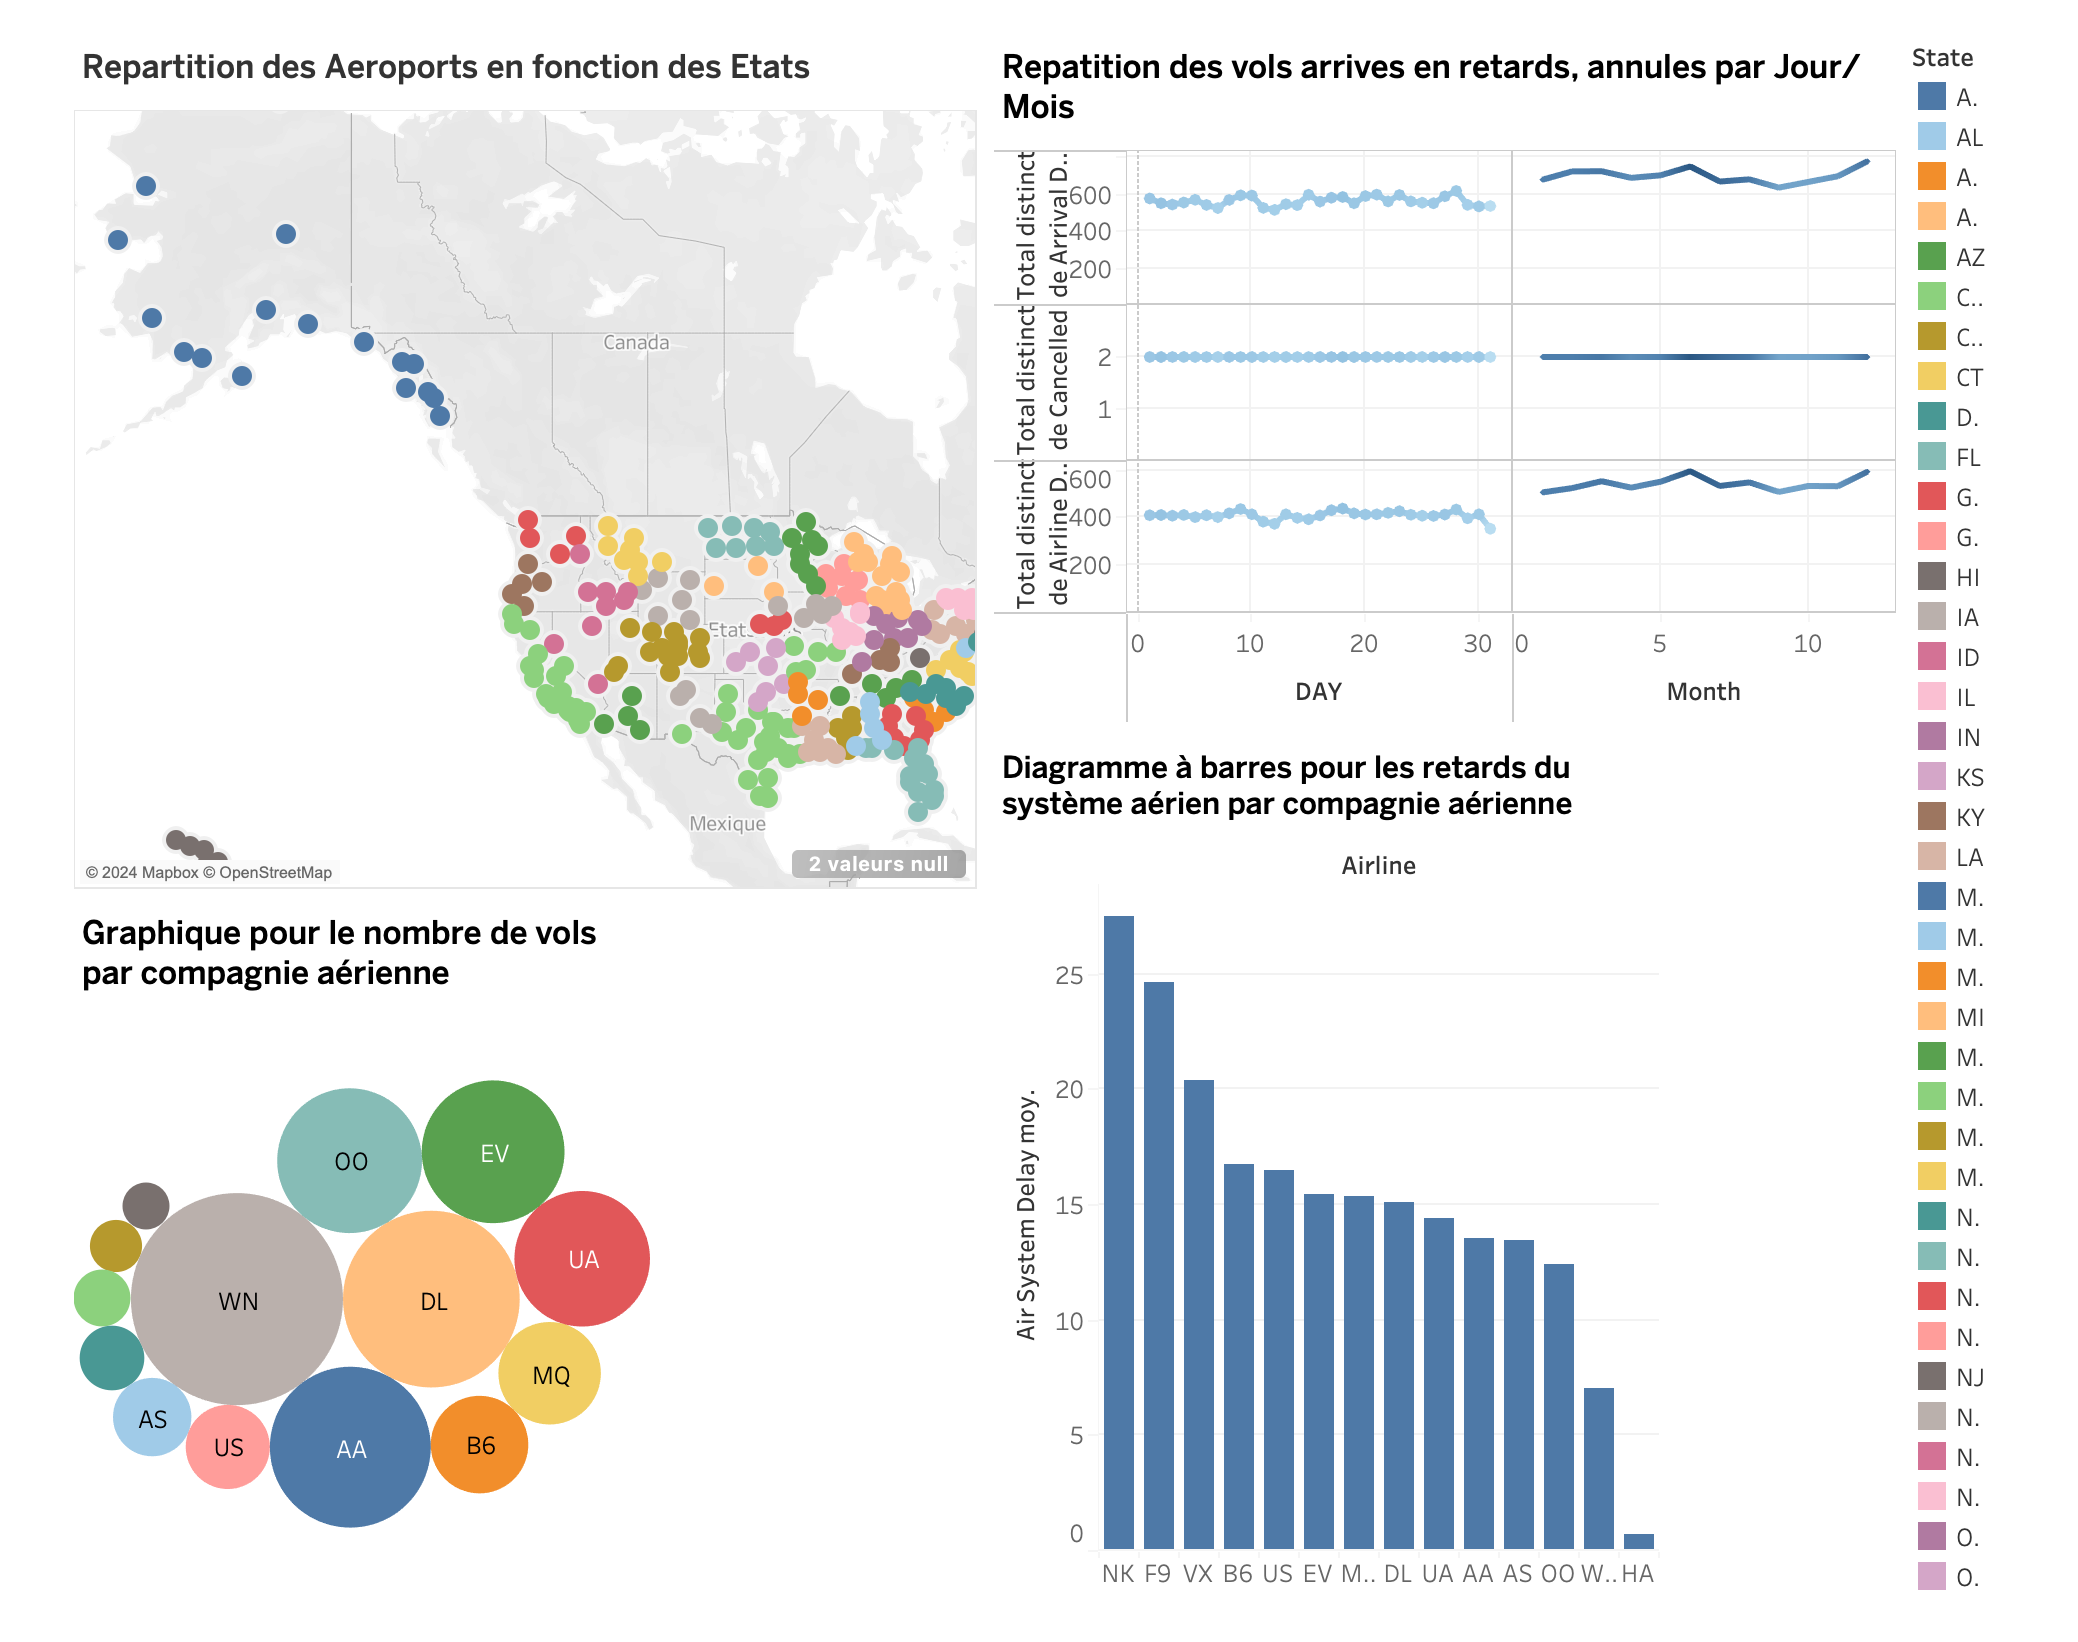 Repartition des Aeroports en fonction des Etats
Canada
Etats
Mexique
© 2024 Mapbox © OpenStreetMap
2 valeurs null
Repatition des vols arrives en retards, annules par Jour/
Mois
Total distinct
de Arrival D..
600
400
200
Total distinct
de Cancelled
2
1
Total distinct
de Airline D..
600
400
200
0
10
20
30
0
5
10
DAY
Month
State
A.
AL
A.
A.
AZ
C..
C..
CT
D.
FL
G.
G.
HI
IA
ID
IL
IN
KS
KY
LA
M.
M.
M.
MI
M.
M.
M.
M.
N.
N.
N.
N.
NJ
N.
N.
N.
O.
O.
Graphique pour le nombre de vols
par compagnie aérienne
OO
EV
UA
WN
DL
MQ
AS
US
AA
B6
Diagramme à barres pour les retards du
système aérien par compagnie aérienne
Airline
Air System Delay moy.
25
20
15
10
5
0
NK F9 VX B6 US EV M.. DL UA AA AS OO W.. HA